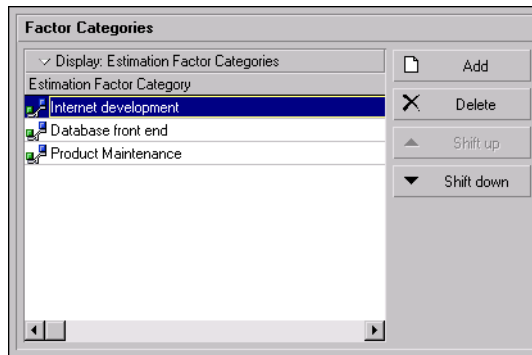 Factor Categories
Display: Estimation Factor Categories
Estimation Factor Category
Internet development
Database front end
Product Maintenance
Add
Delete
Shift up
Shift down